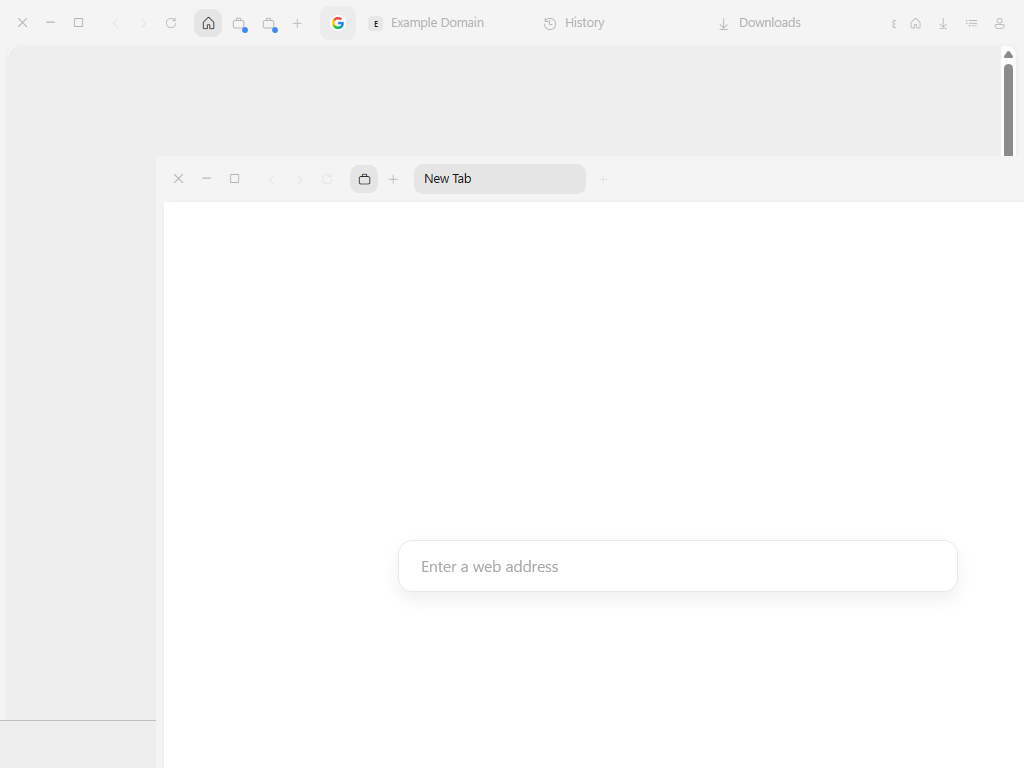 E Example Domain
History
Downloads
New Tab
Enter a web address